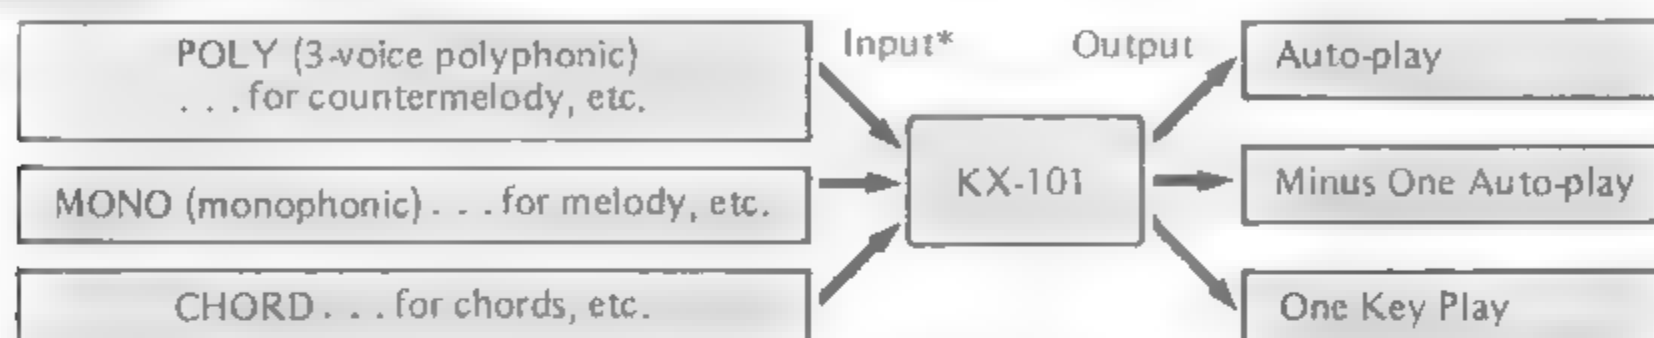 POLY (3-voice polyphonic)
. . . for countermelody, etc.
MONO (monophonic) . . . for melody, etc.
CHORD . . . for chords, etc.
Input*
KX-101
Output
Auto-play
Minus One Auto-play
One Key Play